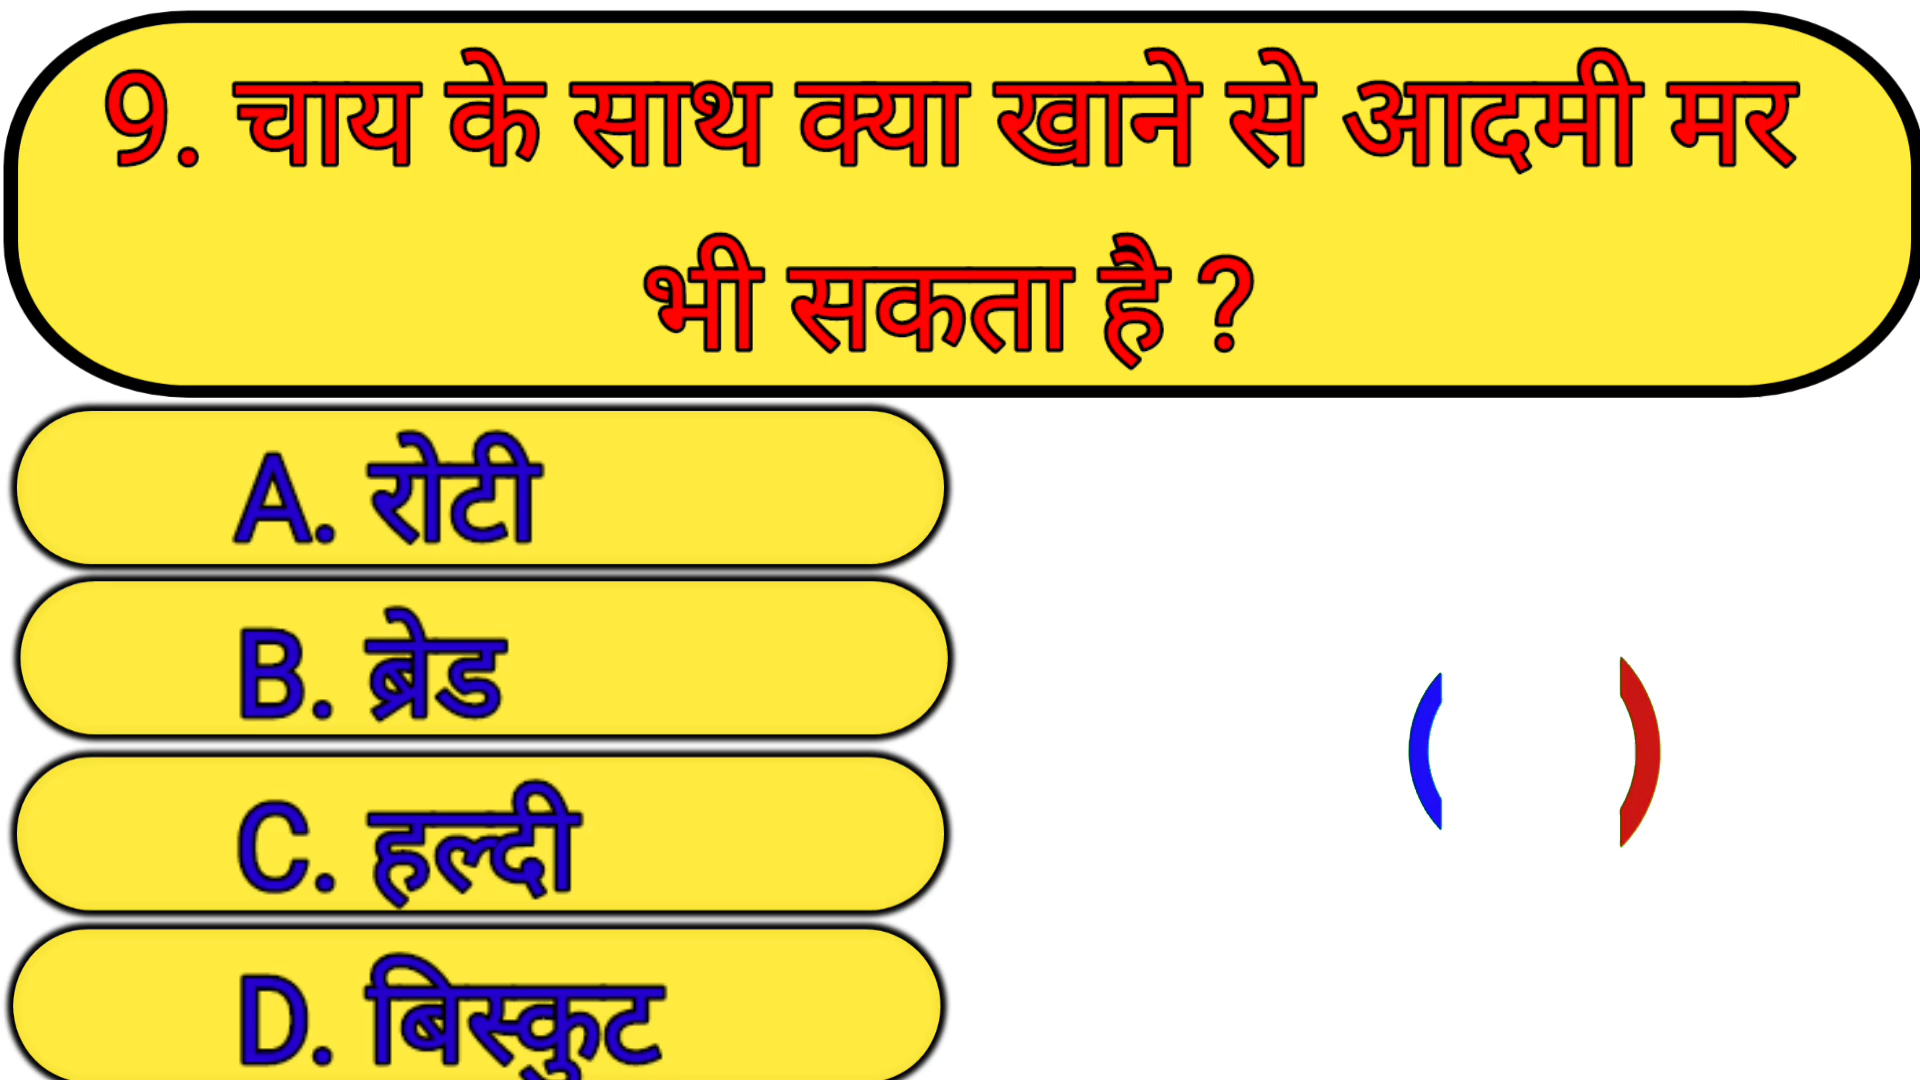 9. चाय के साथ क्या खाने से आदमी मर
भी सकता है ?
A. रोटी
B. ब्रेड
C. हल्दी
D. बिस्कुट